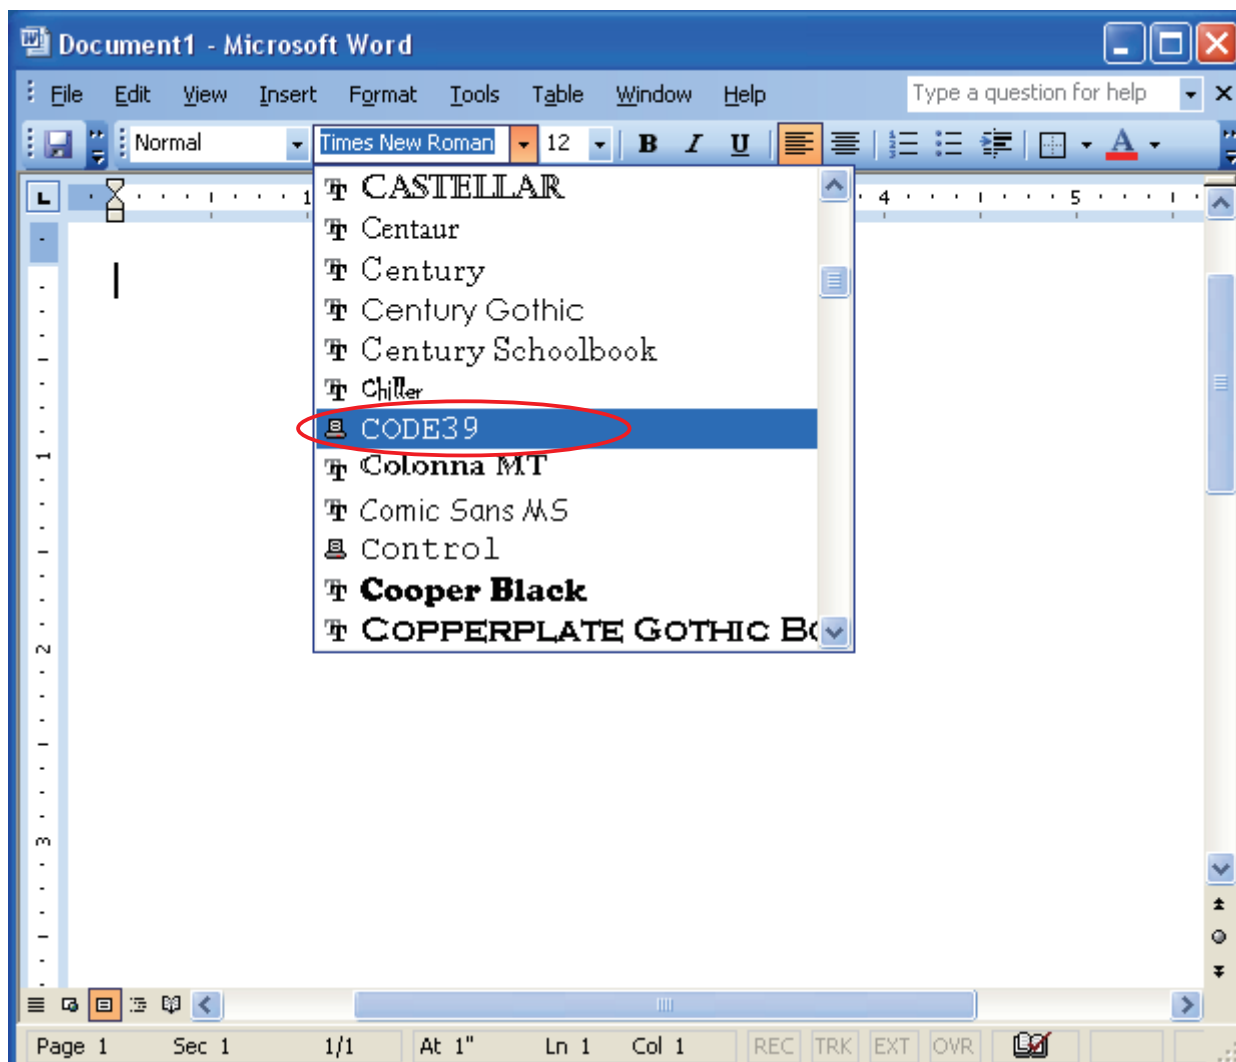 Document1 - Microsoft Word
File Edit View Insert Format Tools Table Window Help Type a question for help
Normal Times New Roman 12 B I U A
L 1 4 5
CASTELLAR
Centaur
Century
Century Gothic
Century Schoolbook
Chiller
CODE39
Colonna MT
Comic Sans MS
Control
Cooper Black
COPPERPLATE GOTHIC BO
1
2
3
Page 1 Sec 1 1/1 At 1" Ln 1 Col 1 REC TRK EXT OVR